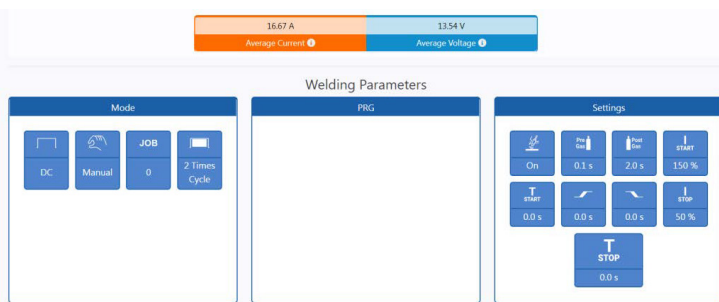 16.67 A
13.54 V
Average Current
Average Voltage
Welding Parameters
Mode
DC
Manual
JOB
0
2 Times
Cycle
PRG
Settings
On
Pre
Gas
0.1 s
Post
Gas
2.0 s
I
START
150 %
T
START
0.0 s
0.0 s
0.0 s
I
STOP
50 %
T
STOP
0.0 s